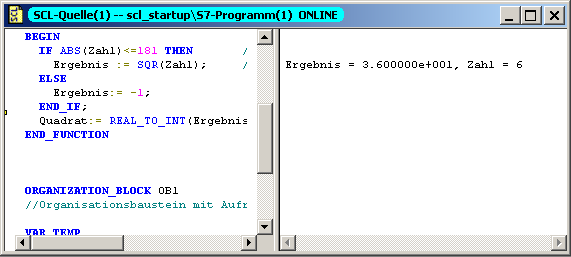 SCL-Quelle(1) -- scl_startup\S7-Programm(1) ONLINE
BEGIN
IF ABS(Zahl)<=181 THEN //
Ergebnis := SQR(Zahl); //
Ergebnis = 3.600000e+001, Zahl = 6
ELSE
Ergebnis:= -1;
END_IF;
Quadrat:= REAL_TO_INT(Ergebnis
END_FUNCTION
ORGANIZATION_BLOCK OB1
//Organisationsbaustein mit Aufr
VAR_TEMP